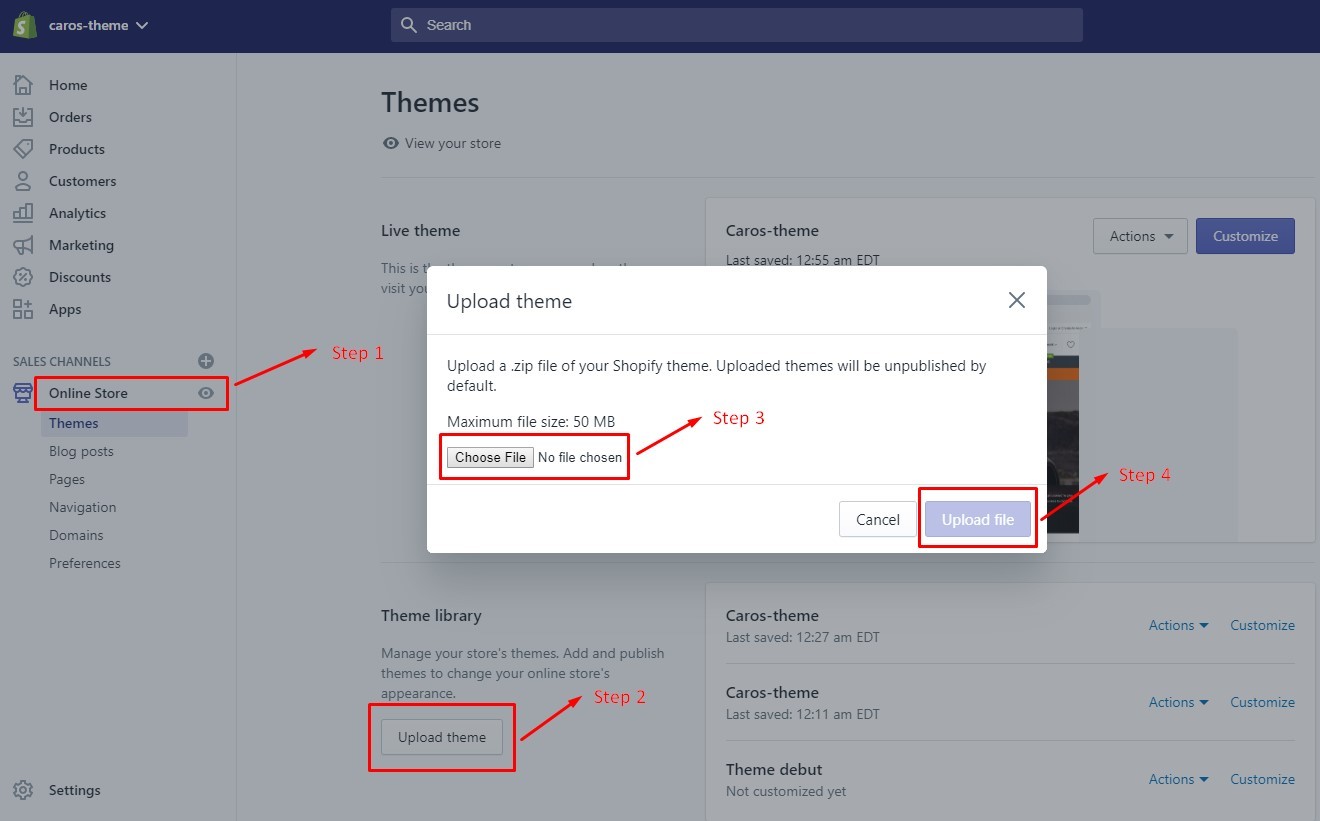 caros-theme
Search
Home
Orders
Products
Customers
Analytics
Marketing
Discounts
Apps
SALES CHANNELS
Online Store
Themes
Blog posts
Pages
Navigation
Domains
Preferences
Settings
Step 1
Themes
View your store
Live theme
This is
visit
Caros-theme
Last saved: 12:55 am EDT
Actions
Customize
Upload theme
Upload a .zip file of your Shopify theme. Uploaded themes will be unpublished by
default.
Maximum file size: 50 MB
Choose File No file chosen
Step 3
Cancel
Upload file
Step 4
Theme library
Manage your store's themes. Add and publish
themes to change your online store's
appearance.
Upload theme
Step 2
Caros-theme
Last saved: 12:27 am EDT
Actions Customize
Caros-theme
Last saved: 12:11 am EDT
Actions Customize
Theme debut
Not customized yet
Actions Customize